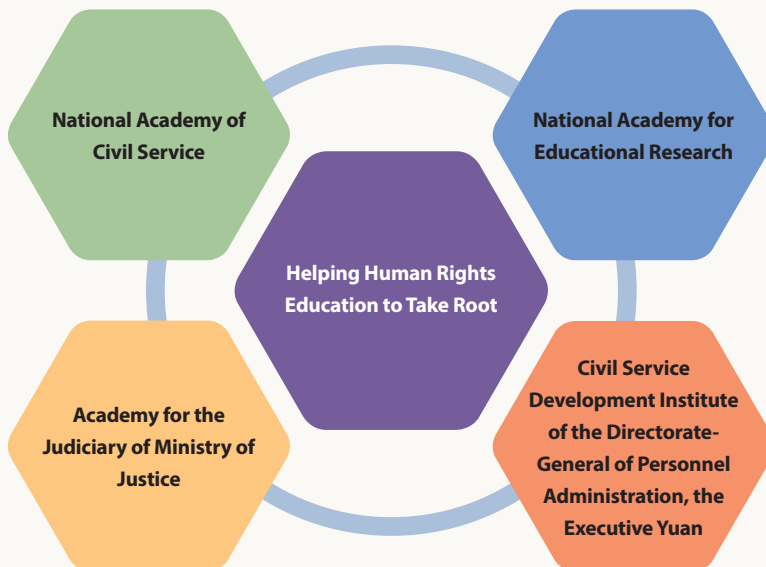 National Academy of
Civil Service
National Academy for
Educational Research
Helping Human Rights
Education to Take Root
Academy for the
Judiciary of Ministry of
Justice
Civil Service
Development Institute
of the Directorate-
General of Personnel
Administration, the
Executive Yuan